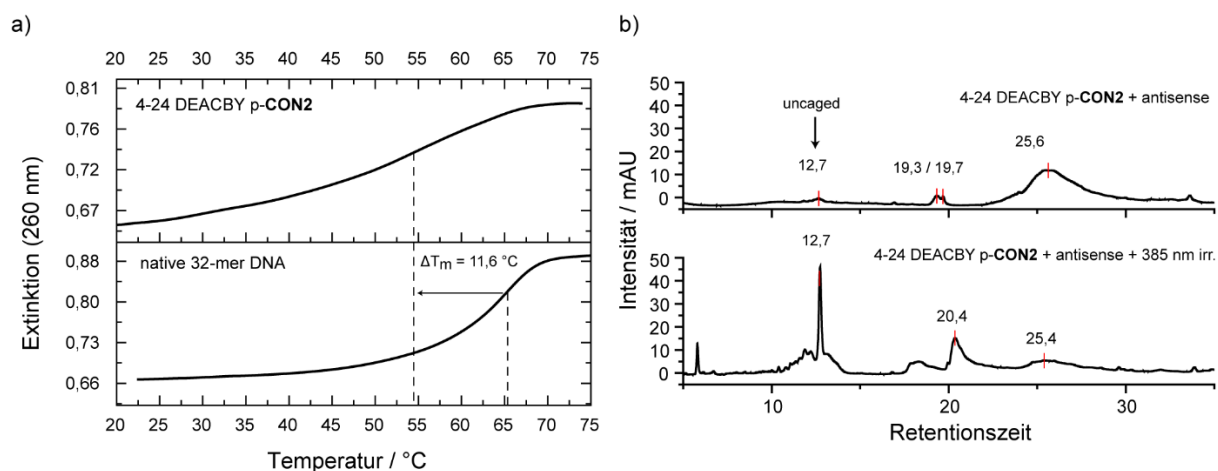 a)
20 25 30 35 40 45 50 55 60 65 70 75
0,81
0,76
0,72
0,67
4-24 DEACBY p-CON2
0,88
0,80
0,73
0,66
native 32-mer DNA
ΔTm = 11,6 °C
20 25 30 35 40 45 50 55 60 65 70 75
Temperatur / °C
Extinktion (260 nm)
b)
50
40
30
20
10
0
4-24 DEACBY p-CON2 + antisense
uncaged
12,7
19,3 / 19,7
25,6
50
40
30
20
10
0
4-24 DEACBY p-CON2 + antisense + 385 nm irr.
12,7
20,4
25,4
10 20 30
Retentionszeit
Intensität / mAU